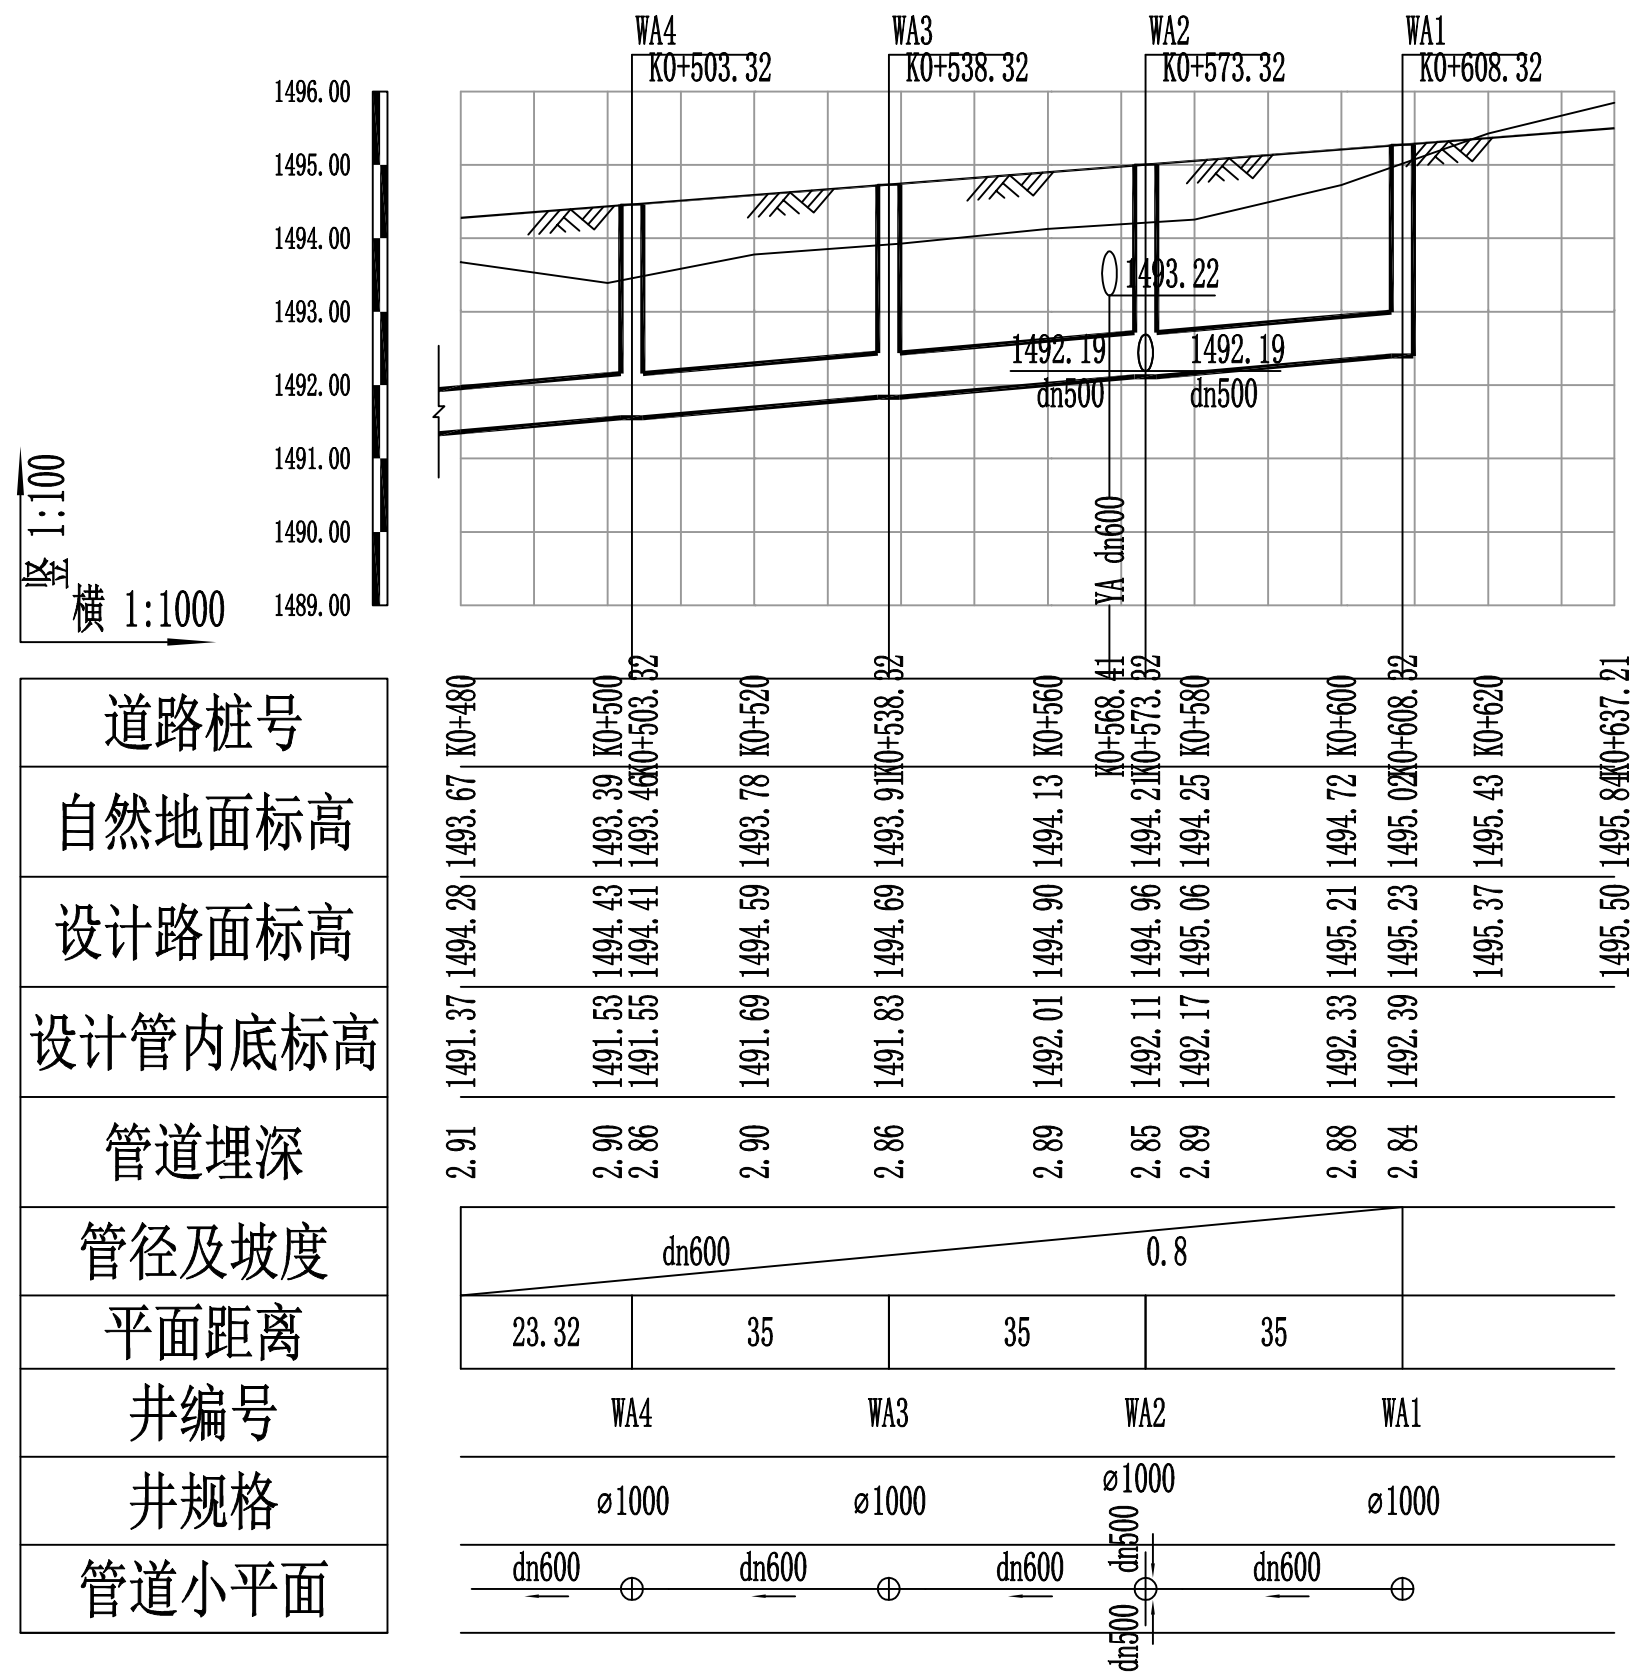 WA4 WA3 WA2 WA1
K0+503.32 K0+538.32 K0+573.32 K0+608.32
1496.00
1495.00
1494.00
1493.00
1492.00
1491.00
1490.00
1489.00
1493.22
1492.19 1492.19
dn500 dn500
YA dn600
竖 1:100
横 1:1000
道路桩号 K0+480 K0+500 K0+503.32 K0+520 K0+538.32 K0+560 K0+568.41 K0+573.32 K0+580 K0+600 K0+608.32 K0+620 K0+637.21
自然地面标高 1493.67 1493.39 1493.46 1493.78 1493.91 1494.13 1494.21 1494.25 1494.72 1495.02 1495.43 1495.84
设计路面标高 1494.28 1494.43 1494.41 1494.59 1494.69 1494.90 1494.96 1495.06 1495.21 1495.23 1495.37 1495.50
设计管内底标高 1491.37 1491.53 1491.55 1491.69 1491.83 1492.01 1492.11 1492.17 1492.33 1492.39
管道埋深 2.91 2.90 2.86 2.90 2.86 2.89 2.85 2.89 2.88 2.84
管径及坡度 dn600 0.8
平面距离 23.32 35 35 35
井编号 WA4 WA3 WA2 WA1
井规格 ø1000 ø1000 ø1000 ø1000
管道小平面 dn600 dn600 dn600 dn500 dn500 dn600